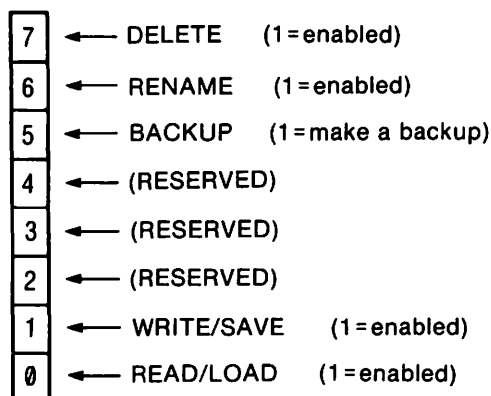 7 DELETE (1=enabled)
6 RENAME (1=enabled)
5 BACKUP (1=make a backup)
4 (RESERVED)
3 (RESERVED)
2 (RESERVED)
1 WRITE/SAVE (1=enabled)
0 READ/LOAD (1=enabled)